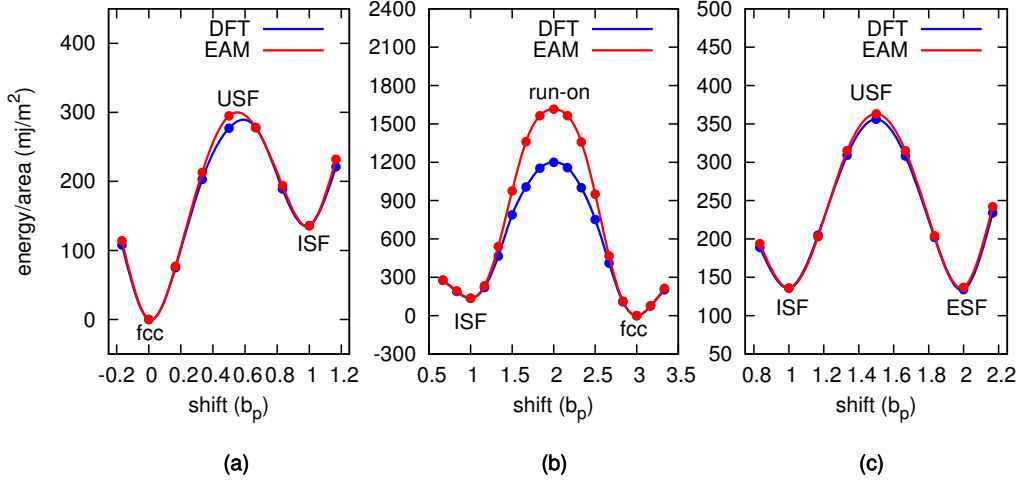 energy/area (mj/m²)
400
300
200
100
0
-0.2 0 0.2 0.4 0.6 0.8 1 1.2
shift (b_p)
DFT
EAM
USF
ISF
fcc
(a)
2400
2100
1800
1500
1200
900
600
300
0
-300
0.5 1 1.5 2 2.5 3 3.5
shift (b_p)
DFT
EAM
run-on
ISF
fcc
(b)
500
450
400
350
300
250
200
150
100
50
0.8 1 1.2 1.4 1.6 1.8 2 2.2
shift (b_p)
DFT
EAM
USF
ISF
ESF
(c)